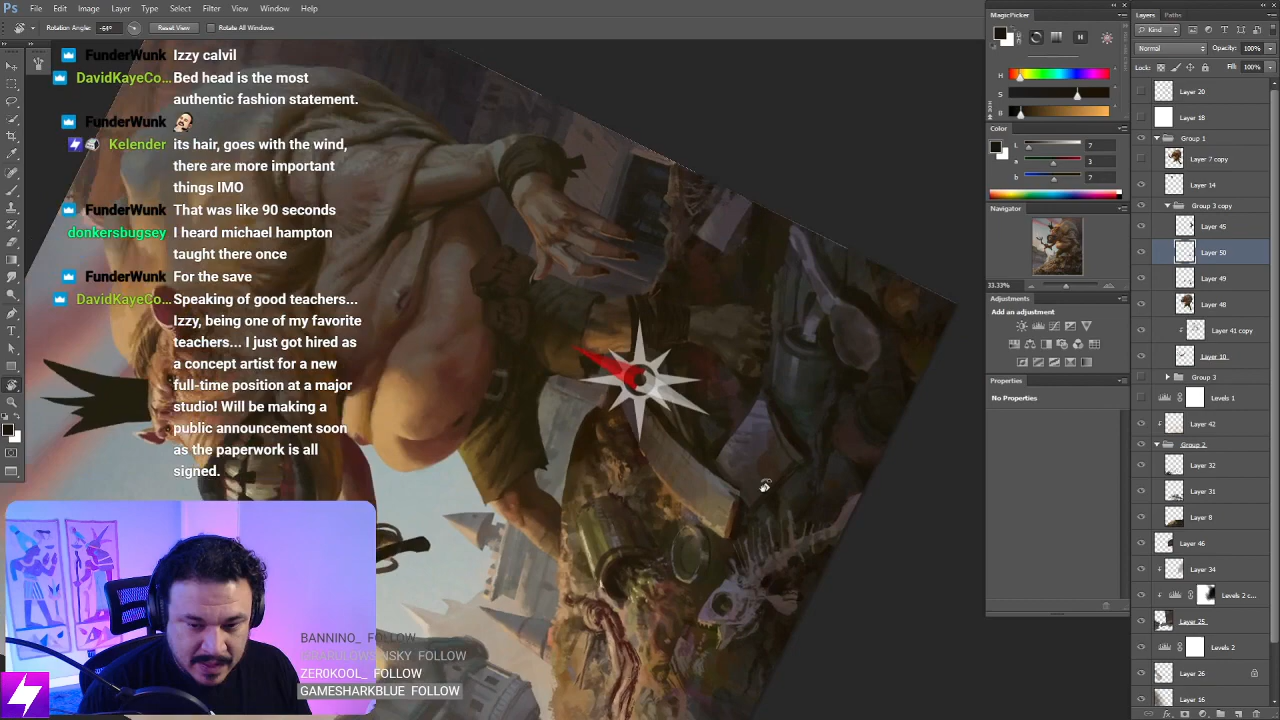 Ps File Edit Image Layer Type Select Filter View Window Help
Rotation Angle: -64° Reset View Rotate All Windows
FunderWunk Izzy calvil
DavidKayeCo... Bed head is the most
authentic fashion statement.
FunderWunk
Kelender its hair, goes with the wind,
there are more important
things IMO
FunderWunk That was like 90 seconds
donkersbugsey I heard michael hampton
taught there once
FunderWunk For the save
DavidKayeCo... Speaking of good teachers...
Izzy, being one of my favorite
teachers... I just got hired as
a concept artist for a new
full-time position at a major
studio! Will be making a
public announcement soon
as the paperwork is all
signed.
BANNINO_ FOLLOW
FOLLOW
ZER0KOOL_ FOLLOW
GAMESHARKBLUE FOLLOW
MagicPicker
H
S
B
Color
L 7
a 3
b 7
Navigator
33.33%
Adjustments
Add an adjustment
Properties
No Properties
Layers Paths
Kind
Normal Opacity: 100%
Lock: Fill: 100%
Layer 20
Layer 18
Group 1
Layer 7 copy
Layer 14
Group 3 copy
Layer 45
Layer 50
Layer 49
Layer 48
Layer 41 copy
Layer 10
Group 3
Levels 1
Layer 42
Group 2
Layer 32
Layer 31
Layer 8
Layer 46
Layer 34
Levels 2 c...
Layer 25
Levels 2
Layer 26
Layer 16